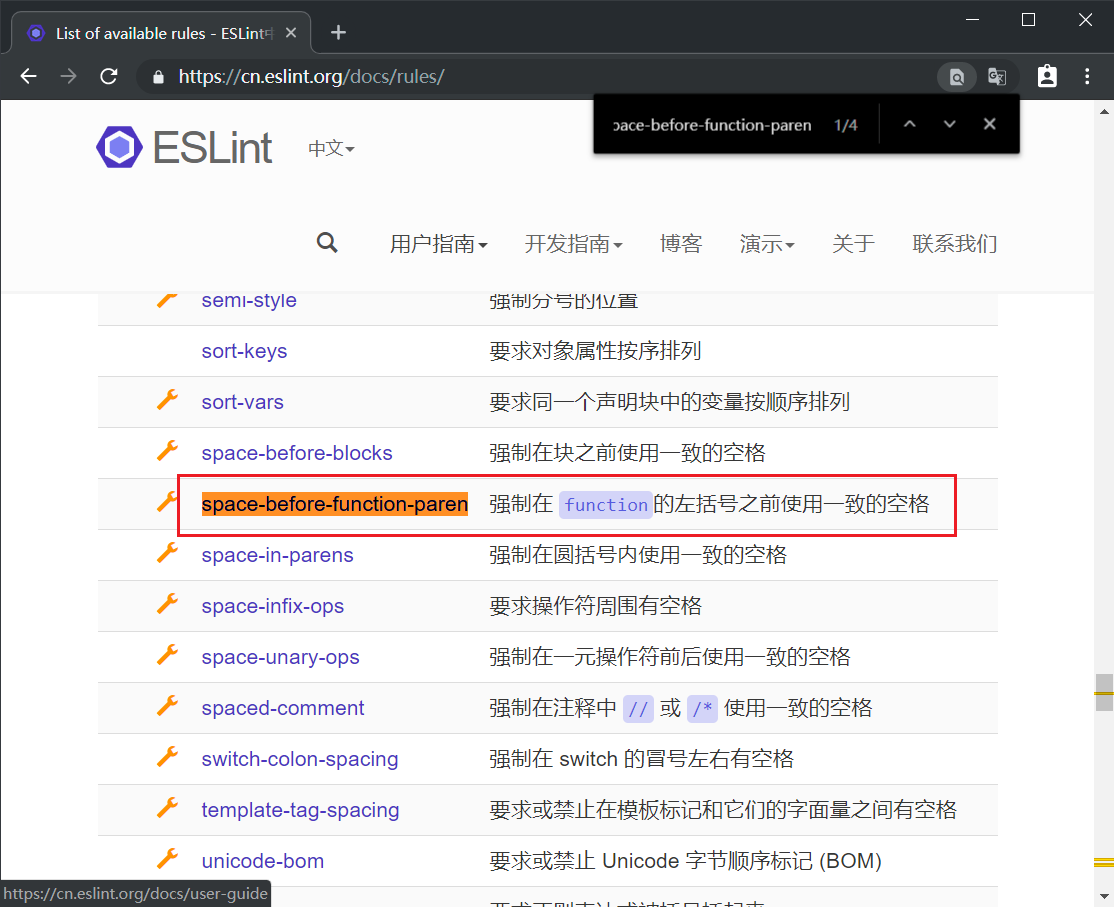 List of available rules - ESLint
https://cn.eslint.org/docs/rules/
pace-before-function-paren 1/4
ESLint 中文
用户指南 开发指南 博客 演示 关于 联系我们
semi-style 强制分号的位置
sort-keys 要求对象属性按序排列
sort-vars 要求同一个声明块中的变量按顺序排列
space-before-blocks 强制在块之前使用一致的空格
space-before-function-paren 强制在 function的左括号之前使用一致的空格
space-in-parens 强制在圆括号内使用一致的空格
space-infix-ops 要求操作符周围有空格
space-unary-ops 强制在一元操作符前后使用一致的空格
spaced-comment 强制在注释中 // 或 /* 使用一致的空格
switch-colon-spacing 强制在 switch 的冒号左右有空格
template-tag-spacing 要求或禁止在模板标记和它们的字面量之间有空格
unicode-bom 要求或禁止 Unicode 字节顺序标记 (BOM)
https://cn.eslint.org/docs/user-guide